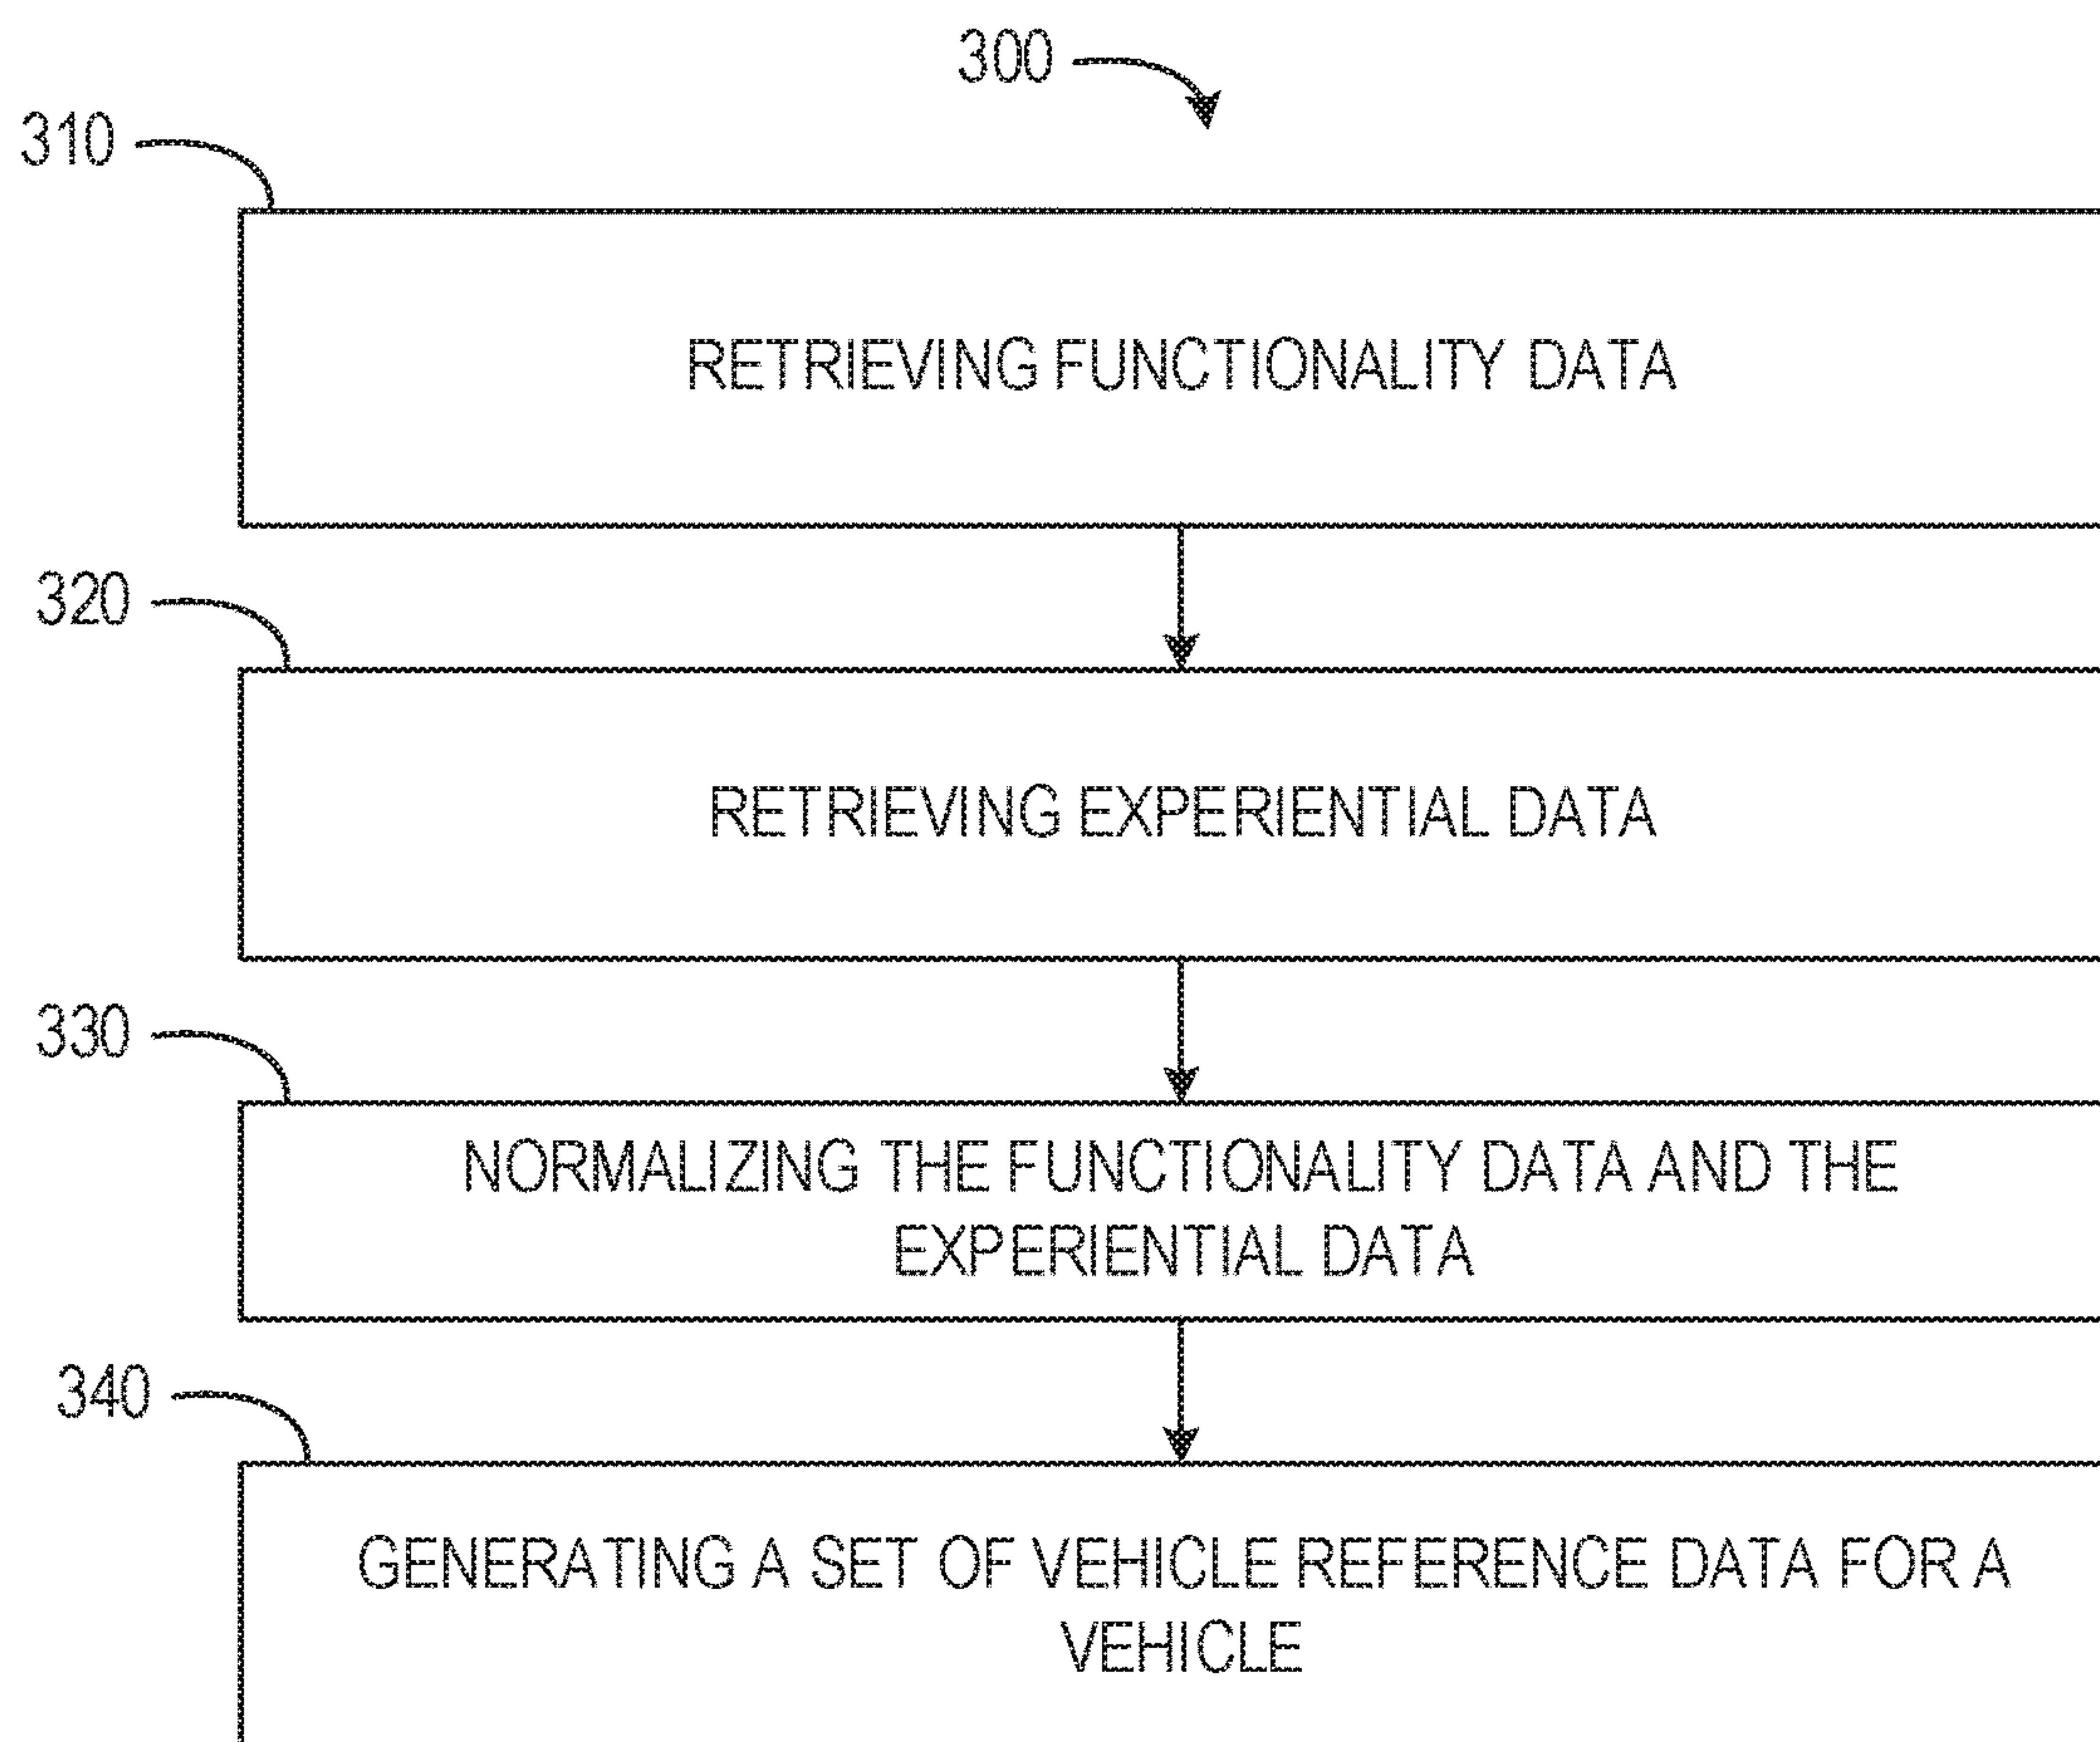 300
310
RETRIEVING FUNCTIONALITY DATA
320
RETRIEVING EXPERIENTIAL DATA
330
NORMALIZING THE FUNCTIONALITY DATA AND THE
EXPERIENTIAL DATA
340
GENERATING A SET OF VEHICLE REFERENCE DATA FOR A
VEHICLE